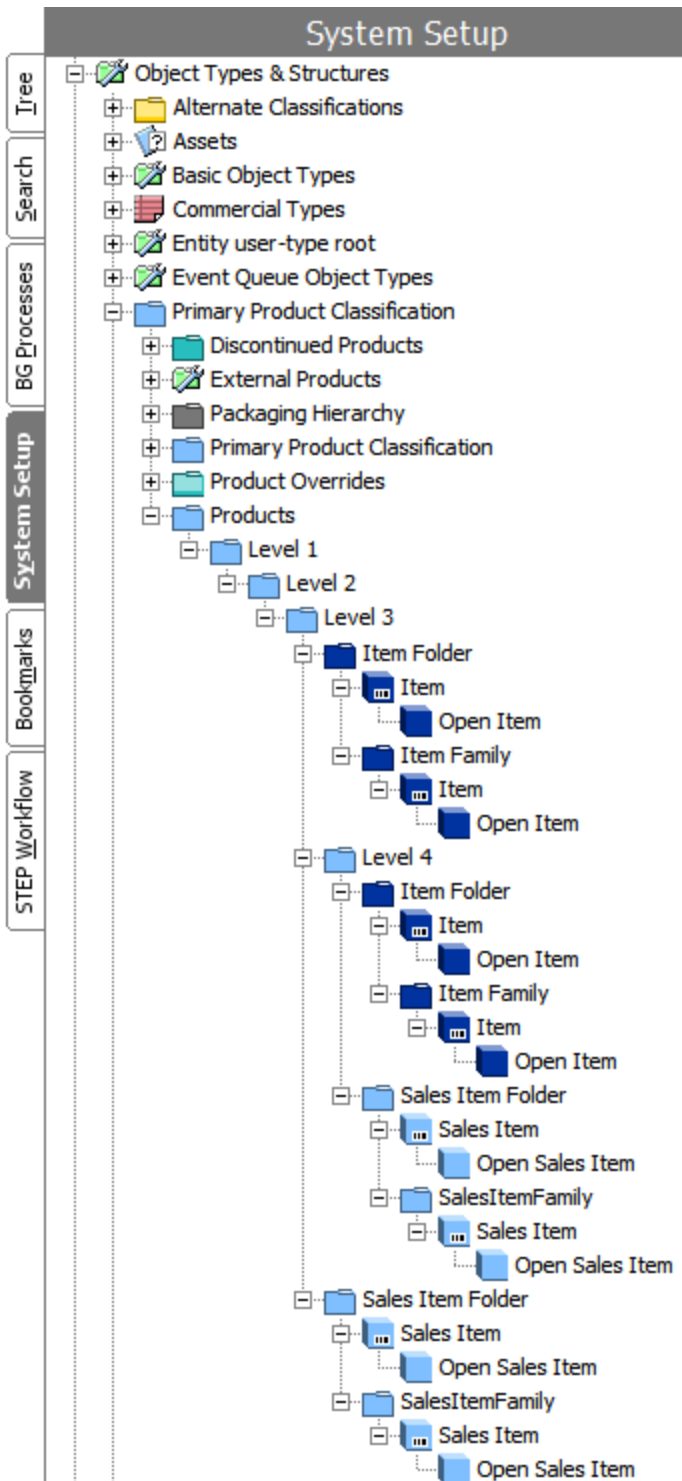 System Setup
Tree
Search
BG Processes
System Setup
Bookmarks
STEP Workflow
Object Types & Structures
Alternate Classifications
Assets
Basic Object Types
Commercial Types
Entity user-type root
Event Queue Object Types
Primary Product Classification
Discontinued Products
External Products
Packaging Hierarchy
Primary Product Classification
Product Overrides
Products
Level 1
Level 2
Level 3
Item Folder
Item
Open Item
Item Family
Item
Open Item
Level 4
Item Folder
Item
Open Item
Item Family
Item
Open Item
Sales Item Folder
Sales Item
Open Sales Item
SalesItemFamily
Sales Item
Open Sales Item
Sales Item Folder
Sales Item
Open Sales Item
SalesItemFamily
Sales Item
Open Sales Item